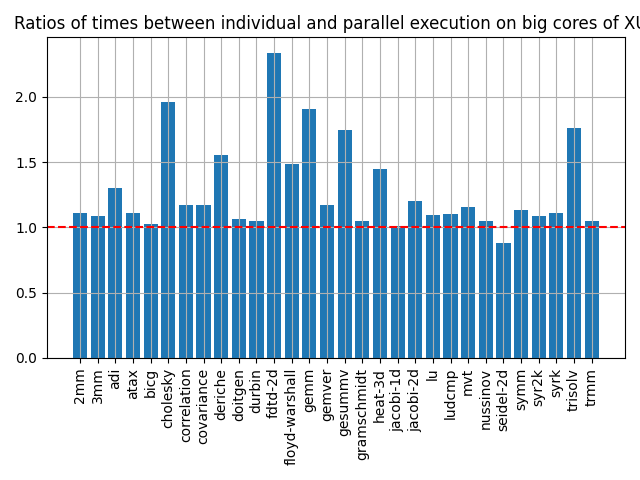 Ratios of times between individual and parallel execution on big cores of XU
2.0
1.5
1.0
0.5
0.0
2mm
3mm
adi
atax
bicg
cholesky
correlation
covariance
deriche
doitgen
durbin
fdtd-2d
floyd-warshall
gemm
gemver
gesummv
gramschmidt
heat-3d
jacobi-1d
jacobi-2d
lu
ludcmp
mvt
nussinov
seidel-2d
symm
syr2k
syrk
trisolv
trmm